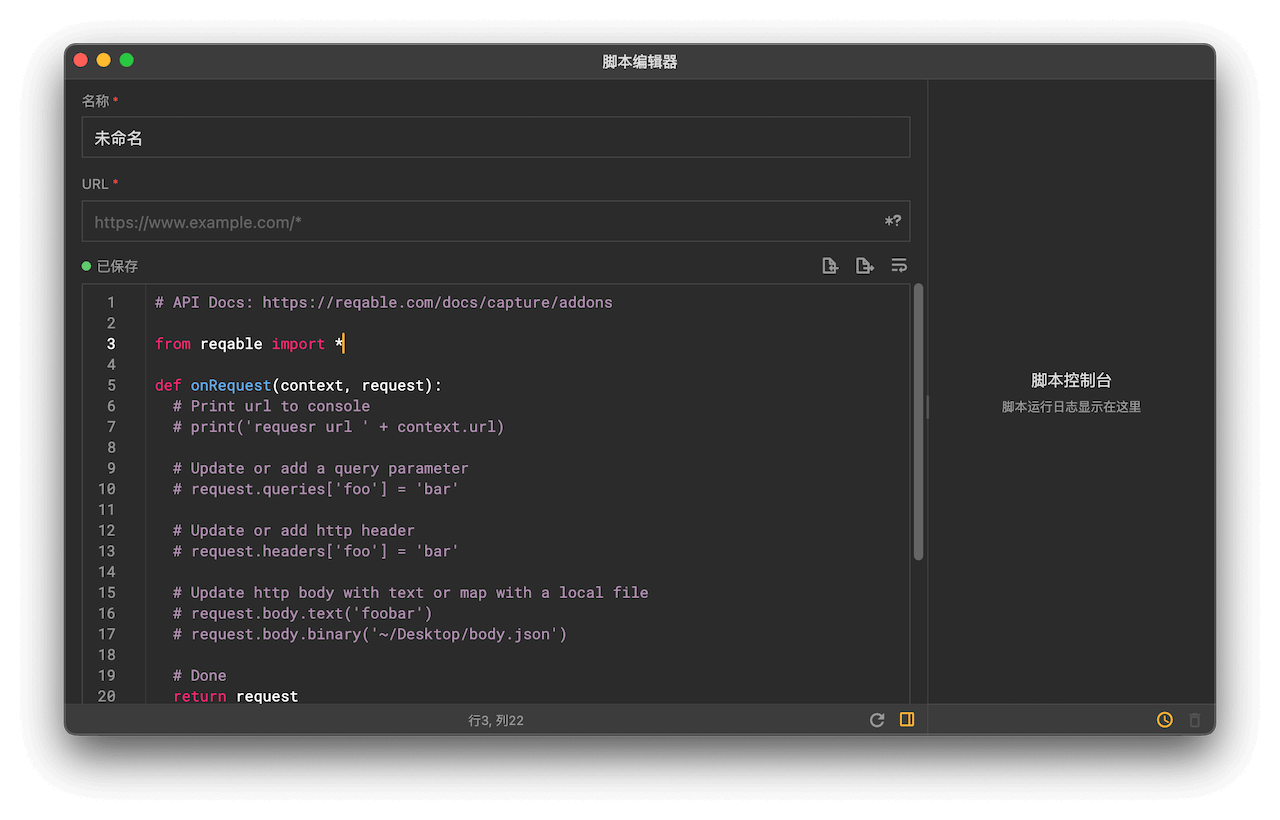 脚本编辑器
名称 *
未命名
URL *
https://www.example.com/*
*?
已保存
1 # API Docs: https://reqable.com/docs/capture/addons
2
3 from reqable import *
4
5 def onRequest(context, request):
6 # Print url to console
7 # print('requesr url ' + context.url)
8
9 # Update or add a query parameter
10 # request.queries['foo'] = 'bar'
11
12 # Update or add http header
13 # request.headers['foo'] = 'bar'
14
15 # Update http body with text or map with a local file
16 # request.body.text('foobar')
17 # request.body.binary('~/Desktop/body.json')
18
19 # Done
20 return request
行3, 列22
脚本控制台
脚本运行日志显示在这里